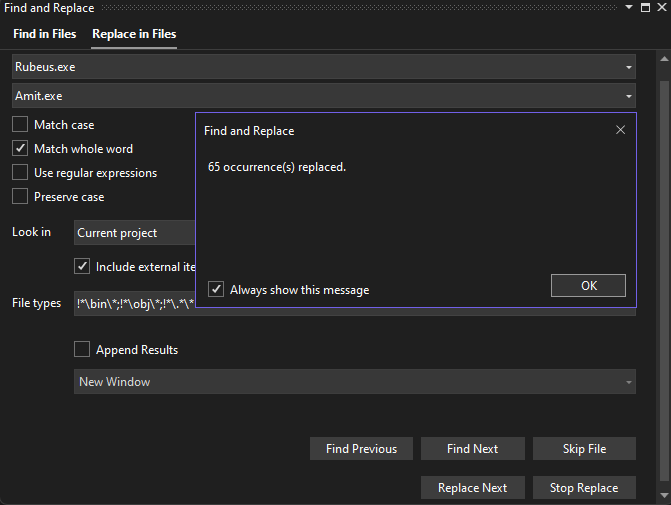 Find and Replace
Find in Files Replace in Files
Rubeus.exe
Amit.exe
Match case
Match whole word
Use regular expressions
Preserve case
Find and Replace
65 occurrence(s) replaced.
Always show this message
OK
Look in Current project
Include external ite
File types !*\bin\*;!*\obj\*;!*\.*\*
Append Results
New Window
Find Previous Find Next Skip File
Replace Next Stop Replace